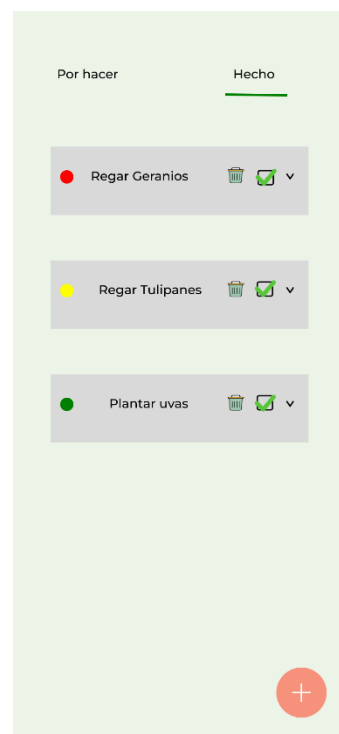 Por hacer
Hecho
Regar Geranios
Regar Tulipanes
Plantar uvas